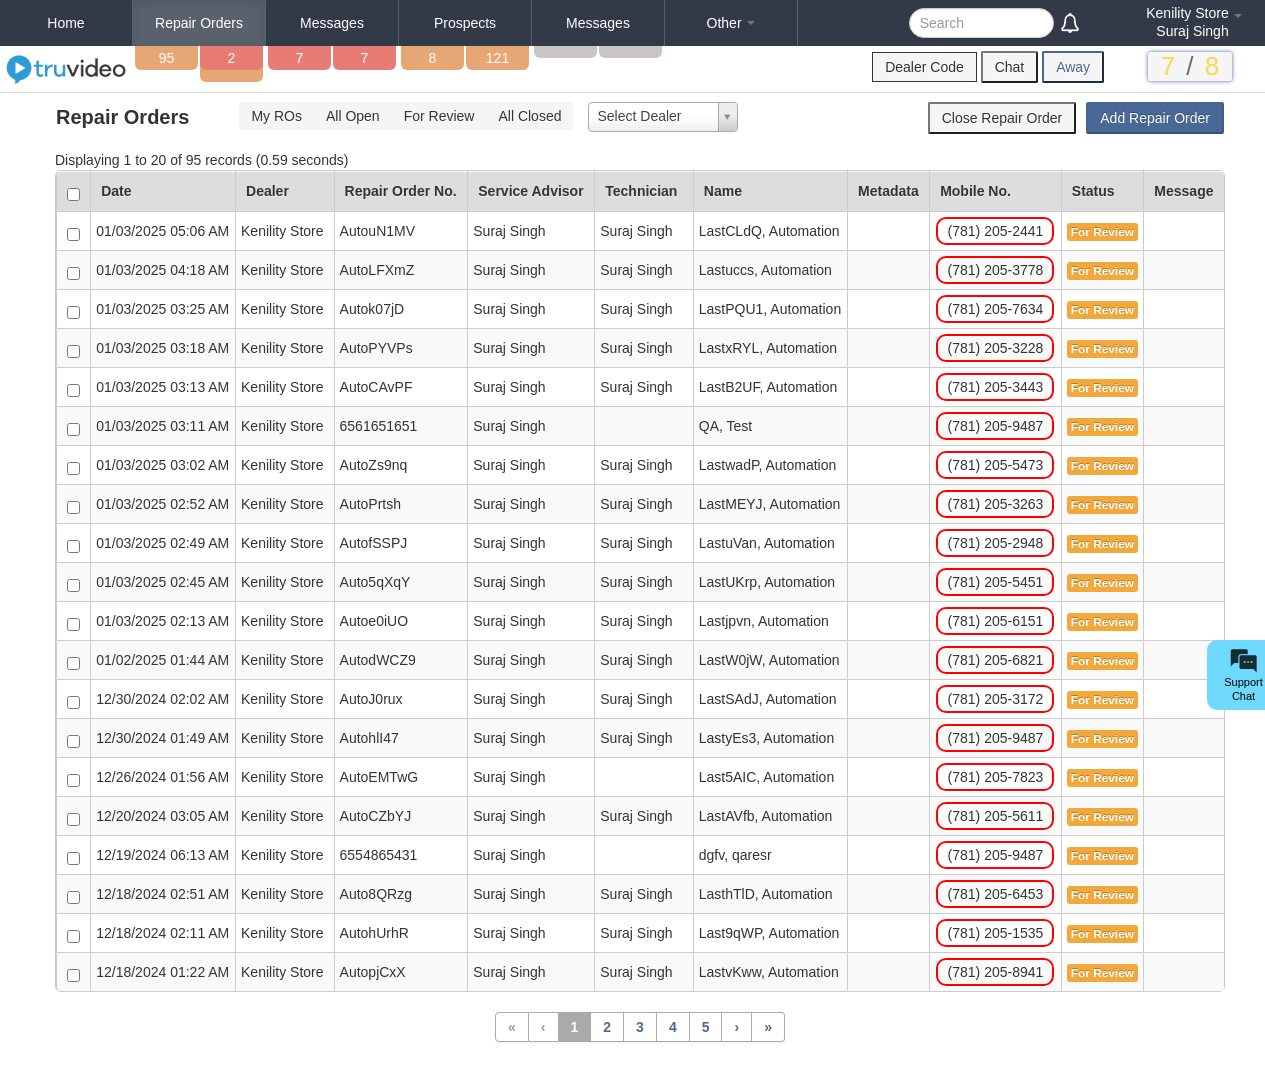 Home Repair Orders Messages Prospects Messages Other Search Kenility Store
Suraj Singh
truvideo 95 2 7 7 8 121 Dealer Code Chat Away 7 / 8
Repair Orders My ROs All Open For Review All Closed Select Dealer Close Repair Order Add Repair Order
Displaying 1 to 20 of 95 records (0.59 seconds)
Date Dealer Repair Order No. Service Advisor Technician Name Metadata Mobile No. Status Message
01/03/2025 05:06 AM Kenility Store AutouN1MV Suraj Singh Suraj Singh LastCLdQ, Automation (781) 205-2441 For Review
01/03/2025 04:18 AM Kenility Store AutoLFXmZ Suraj Singh Suraj Singh Lastuccs, Automation (781) 205-3778 For Review
01/03/2025 03:25 AM Kenility Store Autok07jD Suraj Singh Suraj Singh LastPQU1, Automation (781) 205-7634 For Review
01/03/2025 03:18 AM Kenility Store AutoPYVPs Suraj Singh Suraj Singh LastxRYL, Automation (781) 205-3228 For Review
01/03/2025 03:13 AM Kenility Store AutoCAvPF Suraj Singh Suraj Singh LastB2UF, Automation (781) 205-3443 For Review
01/03/2025 03:11 AM Kenility Store 6561651651 Suraj Singh QA, Test (781) 205-9487 For Review
01/03/2025 03:02 AM Kenility Store AutoZs9nq Suraj Singh Suraj Singh LastwadP, Automation (781) 205-5473 For Review
01/03/2025 02:52 AM Kenility Store AutoPrtsh Suraj Singh Suraj Singh LastMEYJ, Automation (781) 205-3263 For Review
01/03/2025 02:49 AM Kenility Store AutofSSPJ Suraj Singh Suraj Singh LastuVan, Automation (781) 205-2948 For Review
01/03/2025 02:45 AM Kenility Store Auto5qXqY Suraj Singh Suraj Singh LastUKrp, Automation (781) 205-5451 For Review
01/03/2025 02:13 AM Kenility Store Autoe0iUO Suraj Singh Suraj Singh Lastjpvn, Automation (781) 205-6151 For Review
01/02/2025 01:44 AM Kenility Store AutodWCZ9 Suraj Singh Suraj Singh LastW0jW, Automation (781) 205-6821 For Review
12/30/2024 02:02 AM Kenility Store AutoJ0rux Suraj Singh Suraj Singh LastSAdJ, Automation (781) 205-3172 For Review
12/30/2024 01:49 AM Kenility Store AutohlI47 Suraj Singh Suraj Singh LastyEs3, Automation (781) 205-9487 For Review
12/26/2024 01:56 AM Kenility Store AutoEMTwG Suraj Singh Last5AIC, Automation (781) 205-7823 For Review
12/20/2024 03:05 AM Kenility Store AutoCZbYJ Suraj Singh Suraj Singh LastAVfb, Automation (781) 205-5611 For Review
12/19/2024 06:13 AM Kenility Store 6554865431 Suraj Singh dgfv, qaresr (781) 205-9487 For Review
12/18/2024 02:51 AM Kenility Store Auto8QRzg Suraj Singh Suraj Singh LasthTlD, Automation (781) 205-6453 For Review
12/18/2024 02:11 AM Kenility Store AutohUrhR Suraj Singh Suraj Singh Last9qWP, Automation (781) 205-1535 For Review
12/18/2024 01:22 AM Kenility Store AutopjCxX Suraj Singh Suraj Singh LastvKww, Automation (781) 205-8941 For Review
Support
Chat
« ‹ 1 2 3 4 5 › »